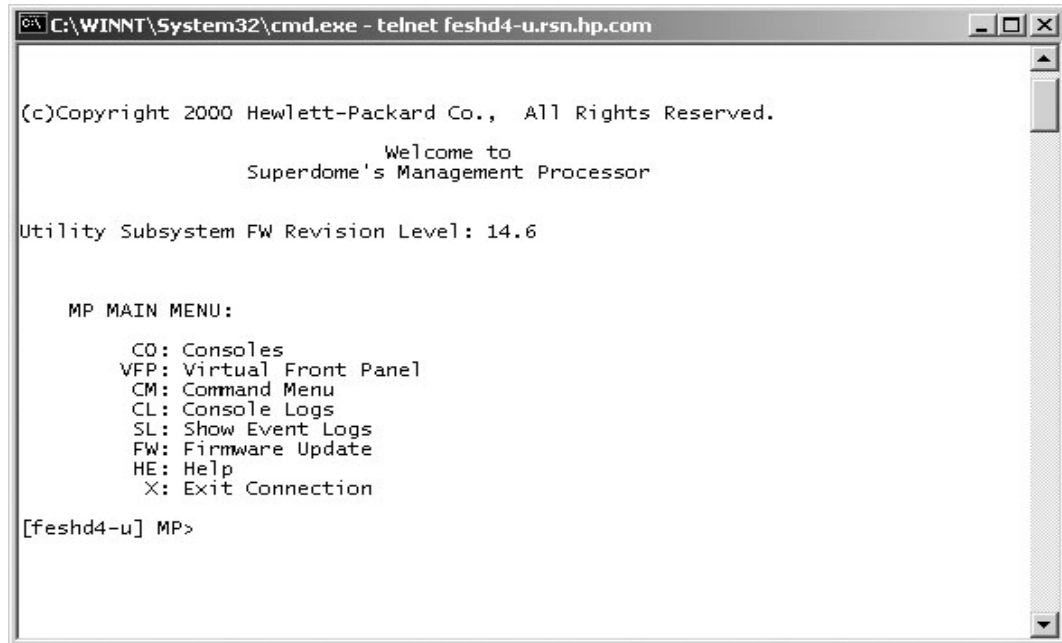 C:\WINNT\System32\cmd.exe - telnet feshd4-u.rsn.hp.com
(c)Copyright 2000 Hewlett-Packard Co., All Rights Reserved.
Welcome to
Superdome's Management Processor
Utility Subsystem FW Revision Level: 14.6
MP MAIN MENU:
CO: Consoles
VFP: Virtual Front Panel
CM: Command Menu
CL: Console Logs
SL: Show Event Logs
FW: Firmware Update
HE: Help
X: Exit Connection
[feshd4-u] MP>